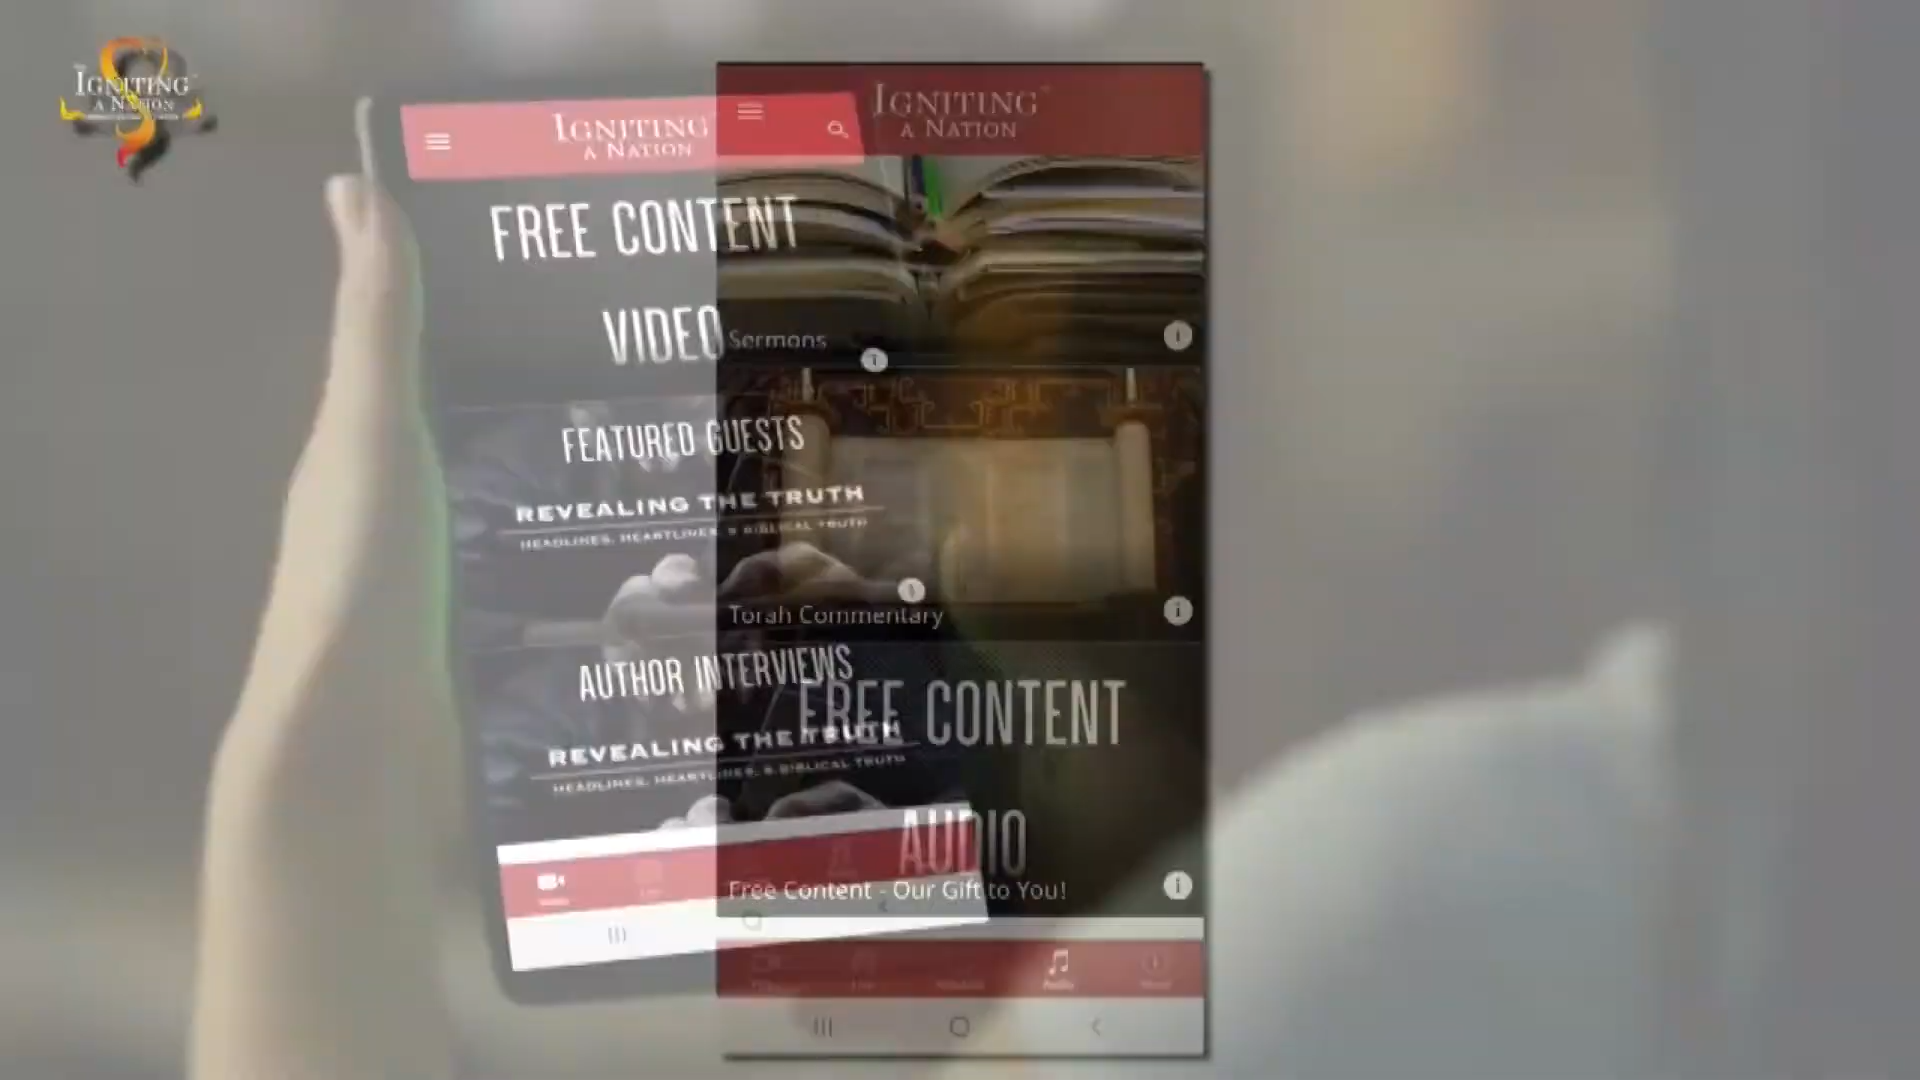 IGNITING
A NATION
IGNITING
A NATION
FREE CONTENT
VIDEO
FEATURED GUESTS
REVEALING THE TRUTH
HEADLINES, HEARTLINES, & BIBLICAL TRUTH
AUTHOR INTERVIEWS
REVEALING THE TRUTH
HEADLINES, HEARTLINES, & BIBLICAL TRUTH
IGNITING
A NATION
Sermons
Torah Commentary
FREE CONTENT
AUDIO
Free Content - Our Gift to You!
Audio